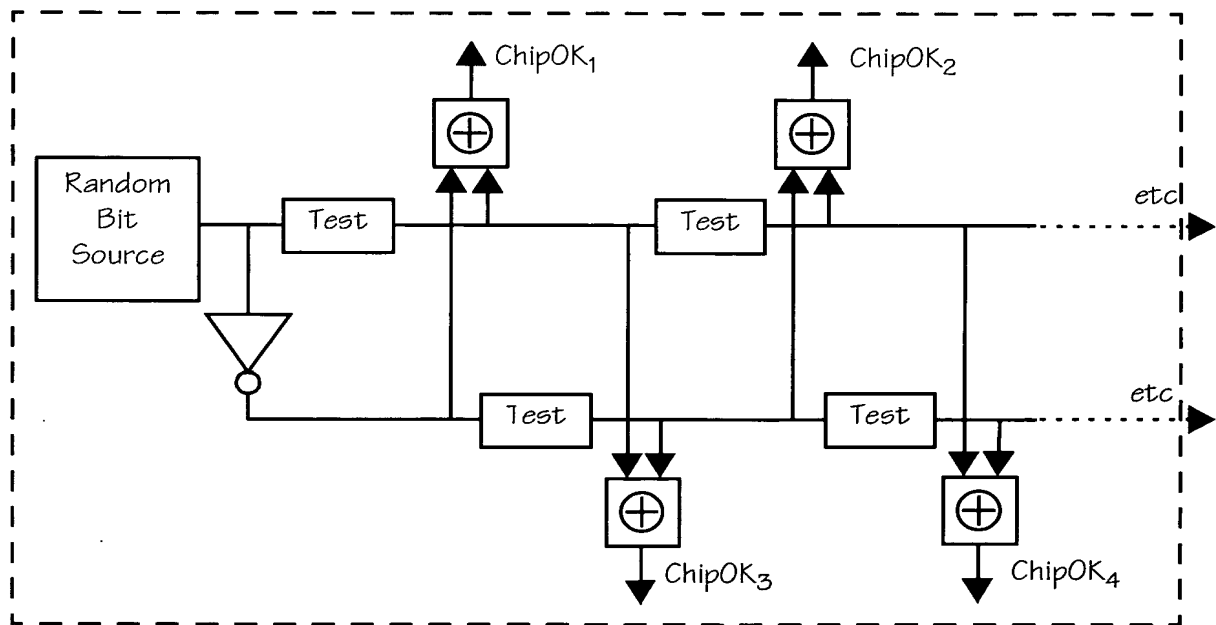 ChipOK1
ChipOK2
Random
Bit
Source
Test
Test
etc
Test
Test
etc
ChipOK3
ChipOK4